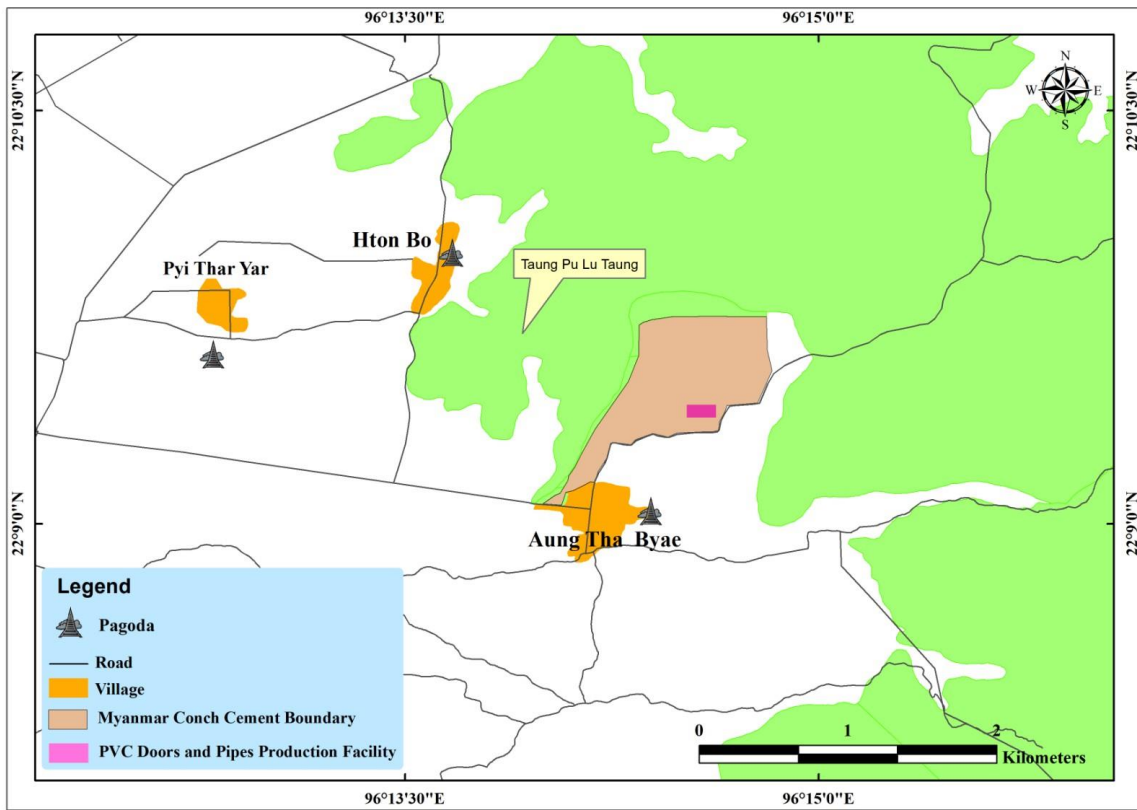 96°13'30"E
96°15'0"E
22°10'30"N
22°10'30"N
N
W
E
S
Hton Bo
Pyi Thar Yar
Taung Pu Lu Taung
22°9'0"N
22°9'0"N
Aung Tha Byae
Legend
Pagoda
Road
Village
Myanmar Conch Cement Boundary
PVC Doors and Pipes Production Facility
0
1
2
Kilometers
96°13'30"E
96°15'0"E